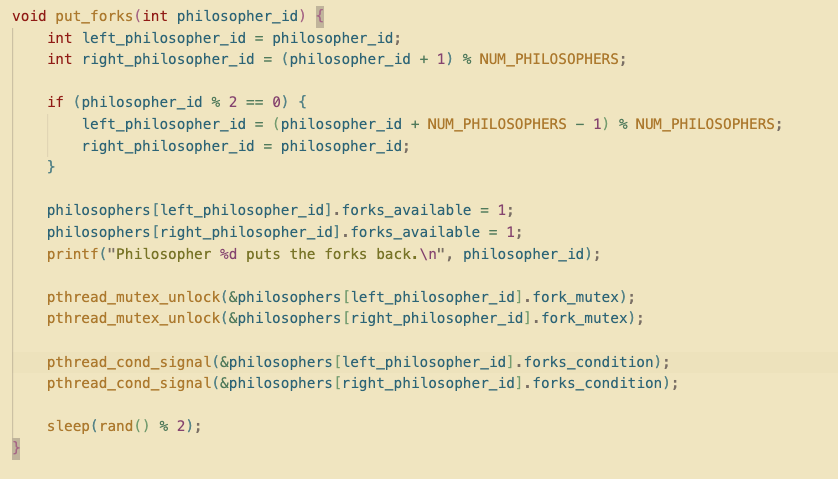 void put_forks(int philosopher_id) {
    int left_philosopher_id = philosopher_id;
    int right_philosopher_id = (philosopher_id + 1) % NUM_PHILOSOPHERS;

    if (philosopher_id % 2 == 0) {
        left_philosopher_id = (philosopher_id + NUM_PHILOSOPHERS - 1) % NUM_PHILOSOPHERS;
        right_philosopher_id = philosopher_id;
    }

    philosophers[left_philosopher_id].forks_available = 1;
    philosophers[right_philosopher_id].forks_available = 1;
    printf("Philosopher %d puts the forks back.\n", philosopher_id);

    pthread_mutex_unlock(&philosophers[left_philosopher_id].fork_mutex);
    pthread_mutex_unlock(&philosophers[right_philosopher_id].fork_mutex);

    pthread_cond_signal(&philosophers[left_philosopher_id].forks_condition);
    pthread_cond_signal(&philosophers[right_philosopher_id].forks_condition);

    sleep(rand() % 2);
}